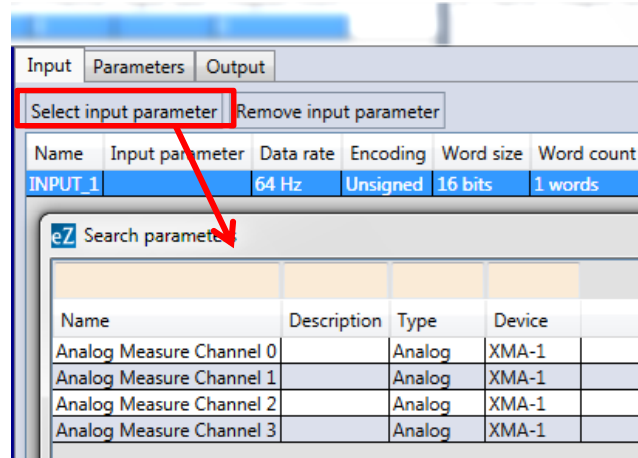 Input Parameters Output
Select input parameter Remove input parameter
Name Input parameter Data rate Encoding Word size Word count
INPUT_1 64 Hz Unsigned 16 bits 1 words
eZ Search parameters
Name Description Type Device
Analog Measure Channel 0 Analog XMA-1
Analog Measure Channel 1 Analog XMA-1
Analog Measure Channel 2 Analog XMA-1
Analog Measure Channel 3 Analog XMA-1